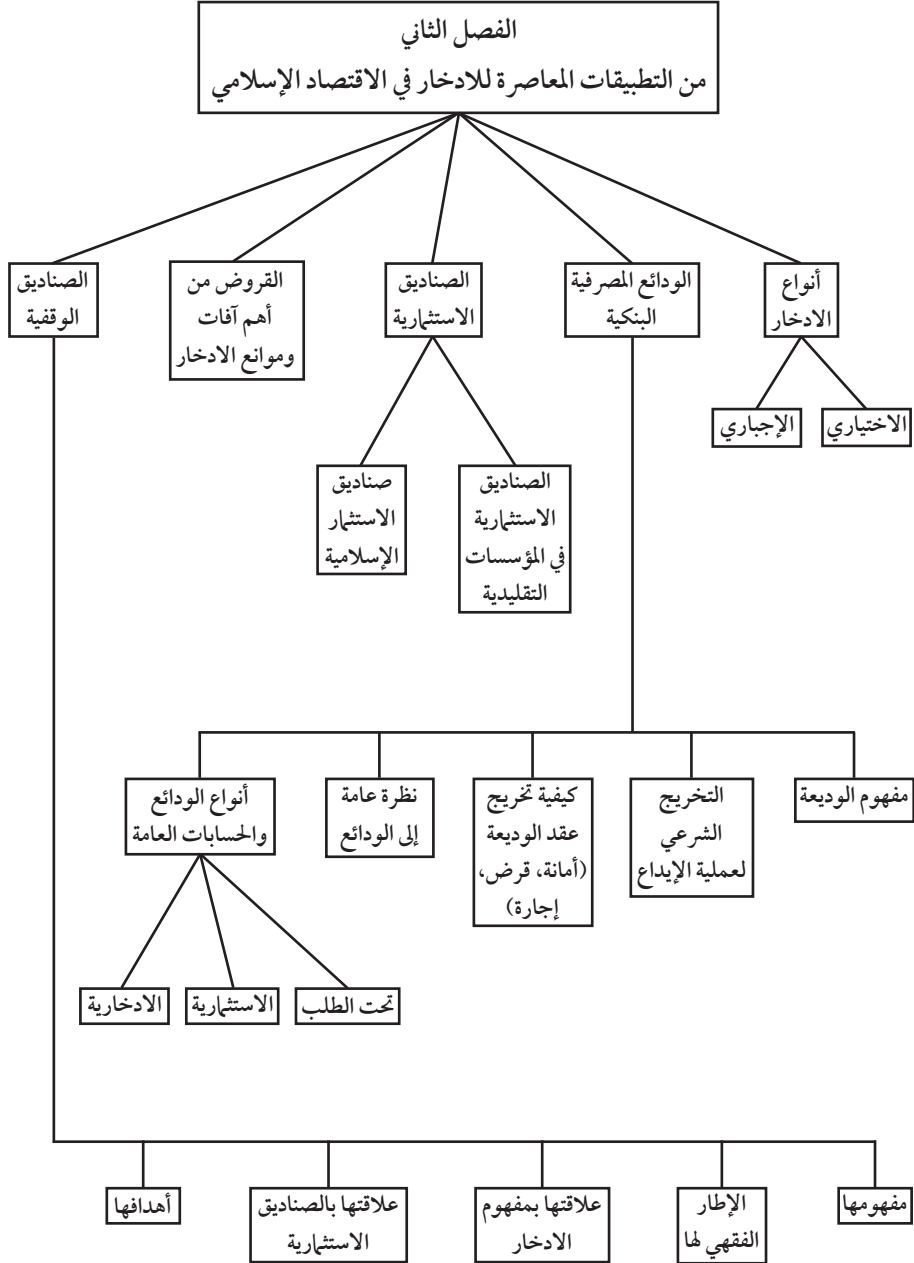 الفصل الثاني
من التطبيقات المعاصرة للادخار في الاقتصاد الإسلامي
أنواع
الادخار
الودائع المصرفية
البنكية
الصناديق
الاستثمارية
القروض من
أهم آفات
وموانع الادخار
الصناديق
الوقفية
الاختياري
الإجباري
الصناديق
الاستثمارية
في المؤسسات
التقليدية
صناديق
الاستثمار
الإسلامية
مفهوم الوديعة
التخريج
الشرعي
لعملية الإيداع
كيفية تخريج
عقد الوديعة
(أمانة، قرض،
إجارة)
نظرة عامة
إلى الودائع
أنواع الودائع
والحسابات العامة
تحت الطلب
الاستثمارية
الادخارية
مفهومها
الإطار
الفقهي لها
علاقتها بمفهوم
الادخار
علاقتها بالصناديق
الاستثمارية
أهدافها